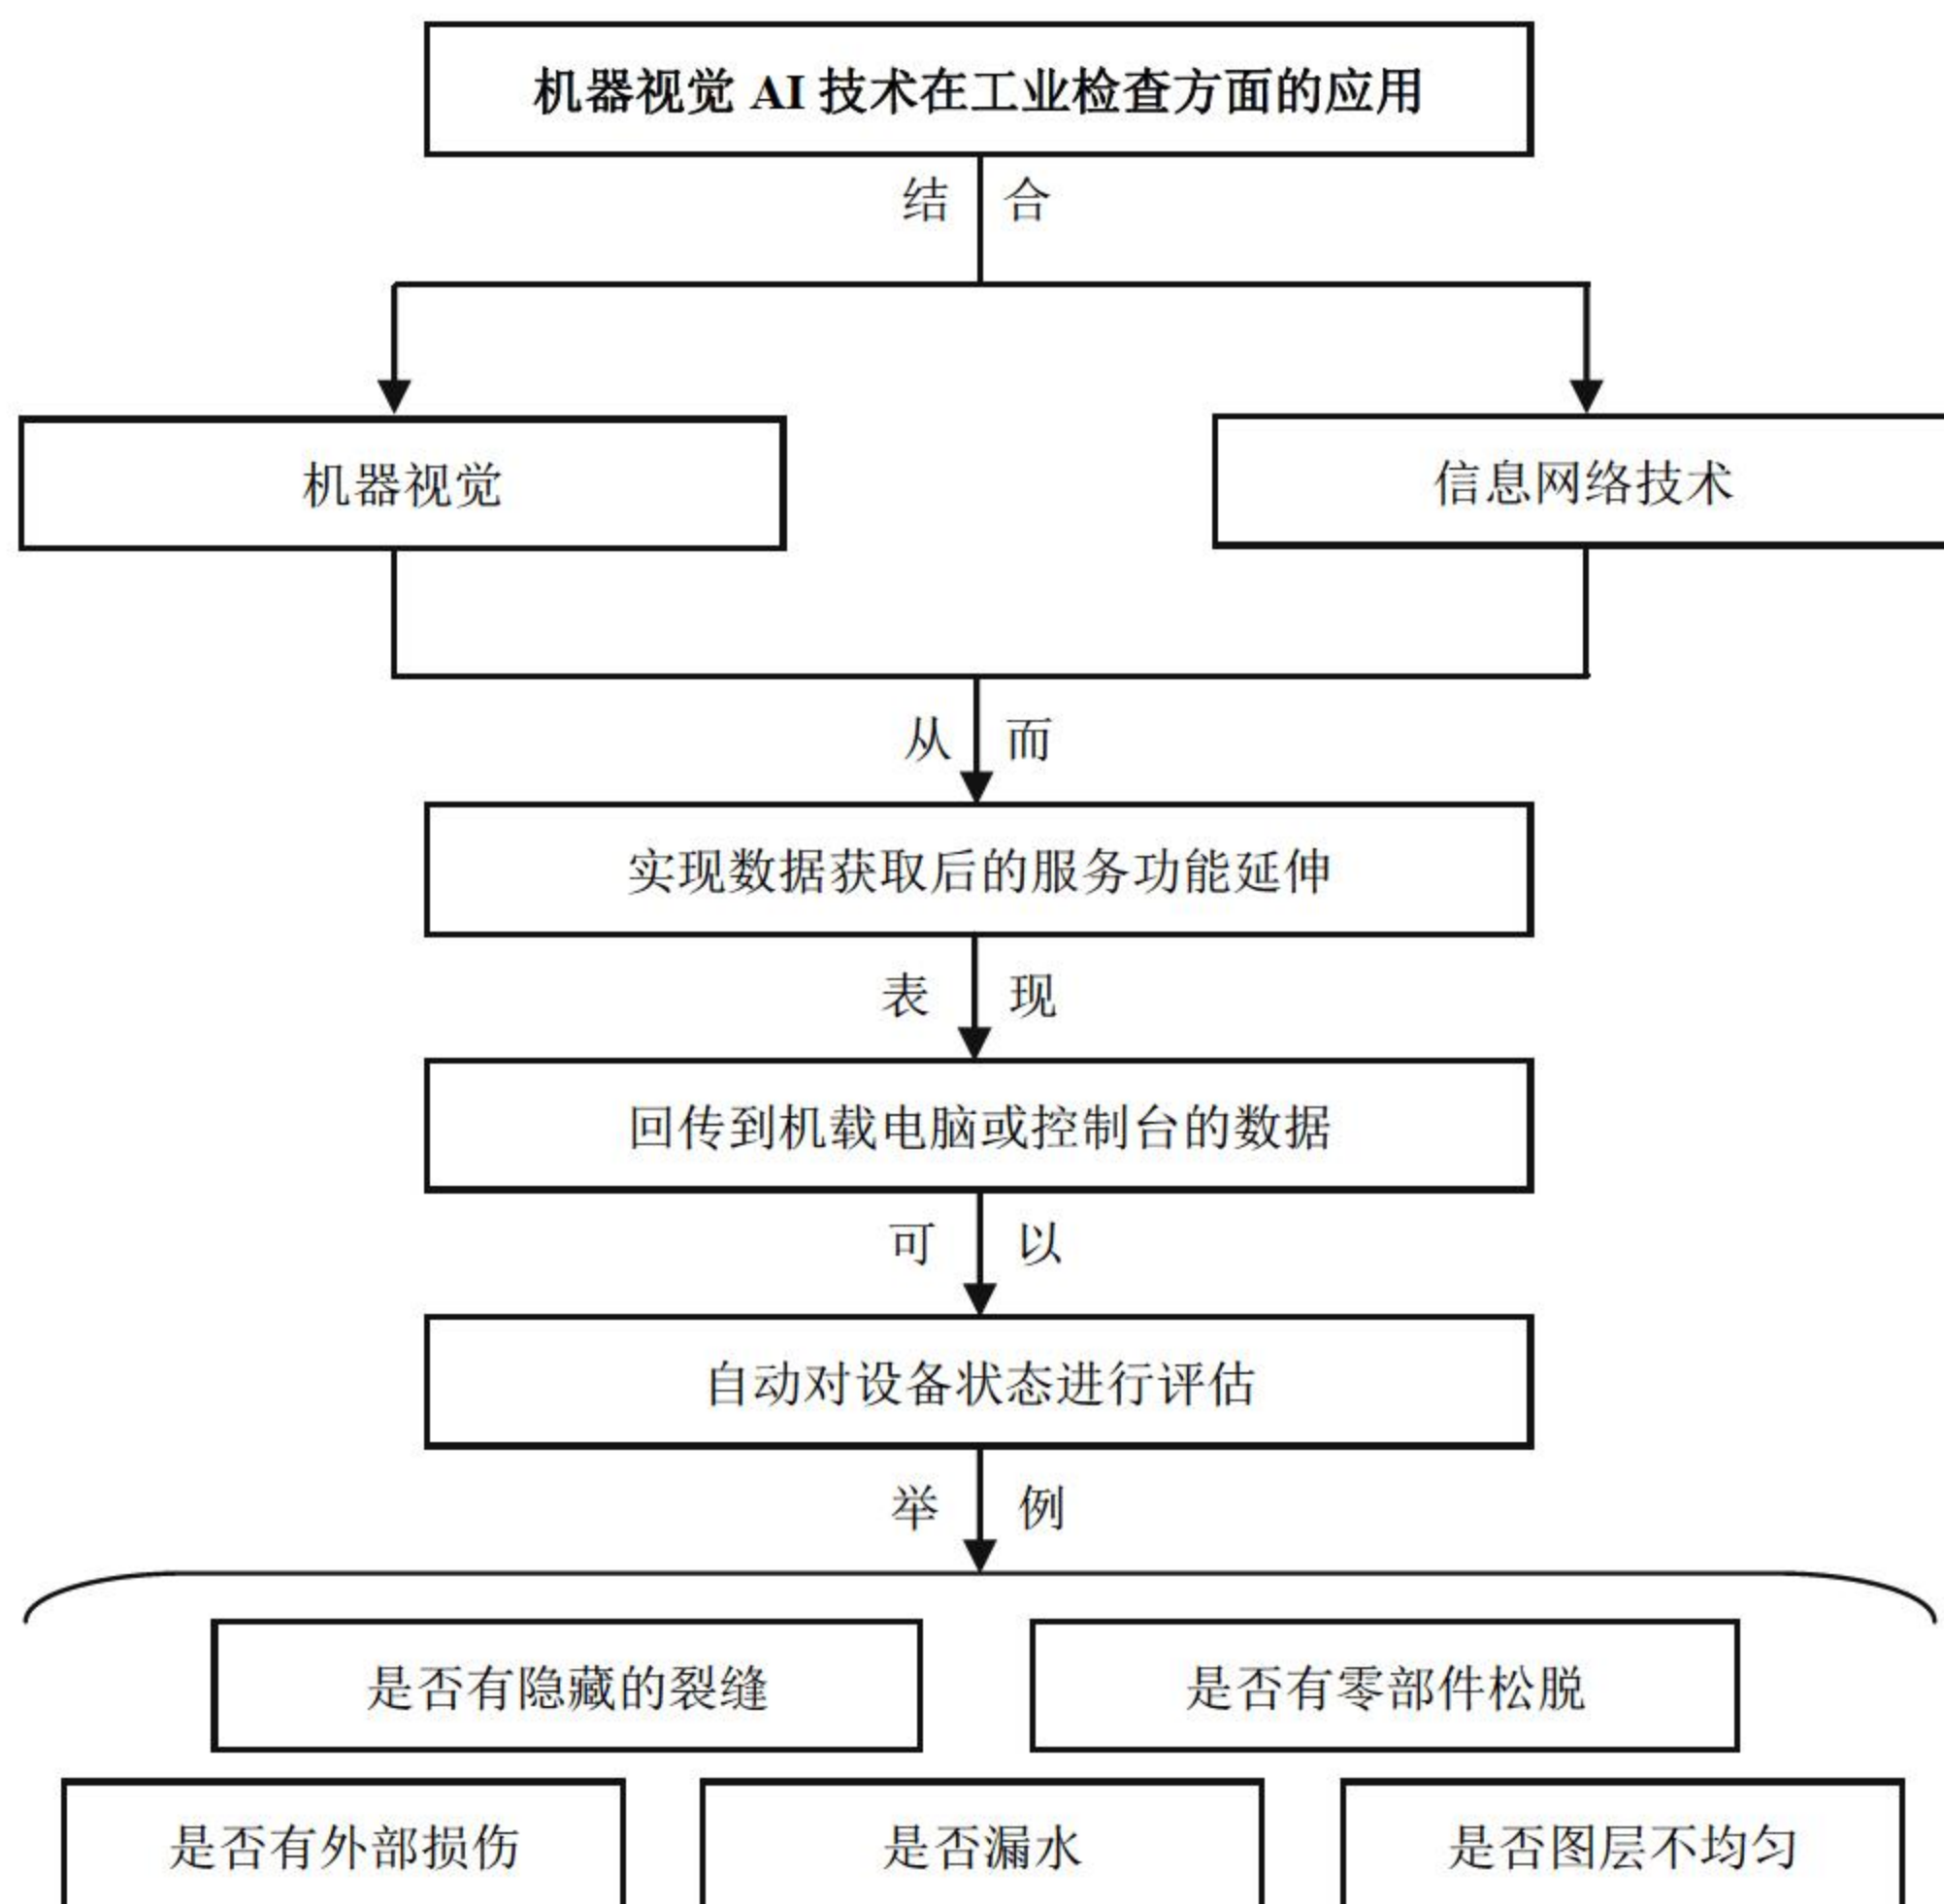 机器视觉 AI 技术在工业检查方面的应用
结合
机器视觉
信息网络技术
从而
实现数据获取后的服务功能延伸
表现
回传到机载电脑或控制台的数据
可以
自动对设备状态进行评估
举例
是否有隐藏的裂缝
是否有零部件松脱
是否有外部损伤
是否漏水
是否图层不均匀